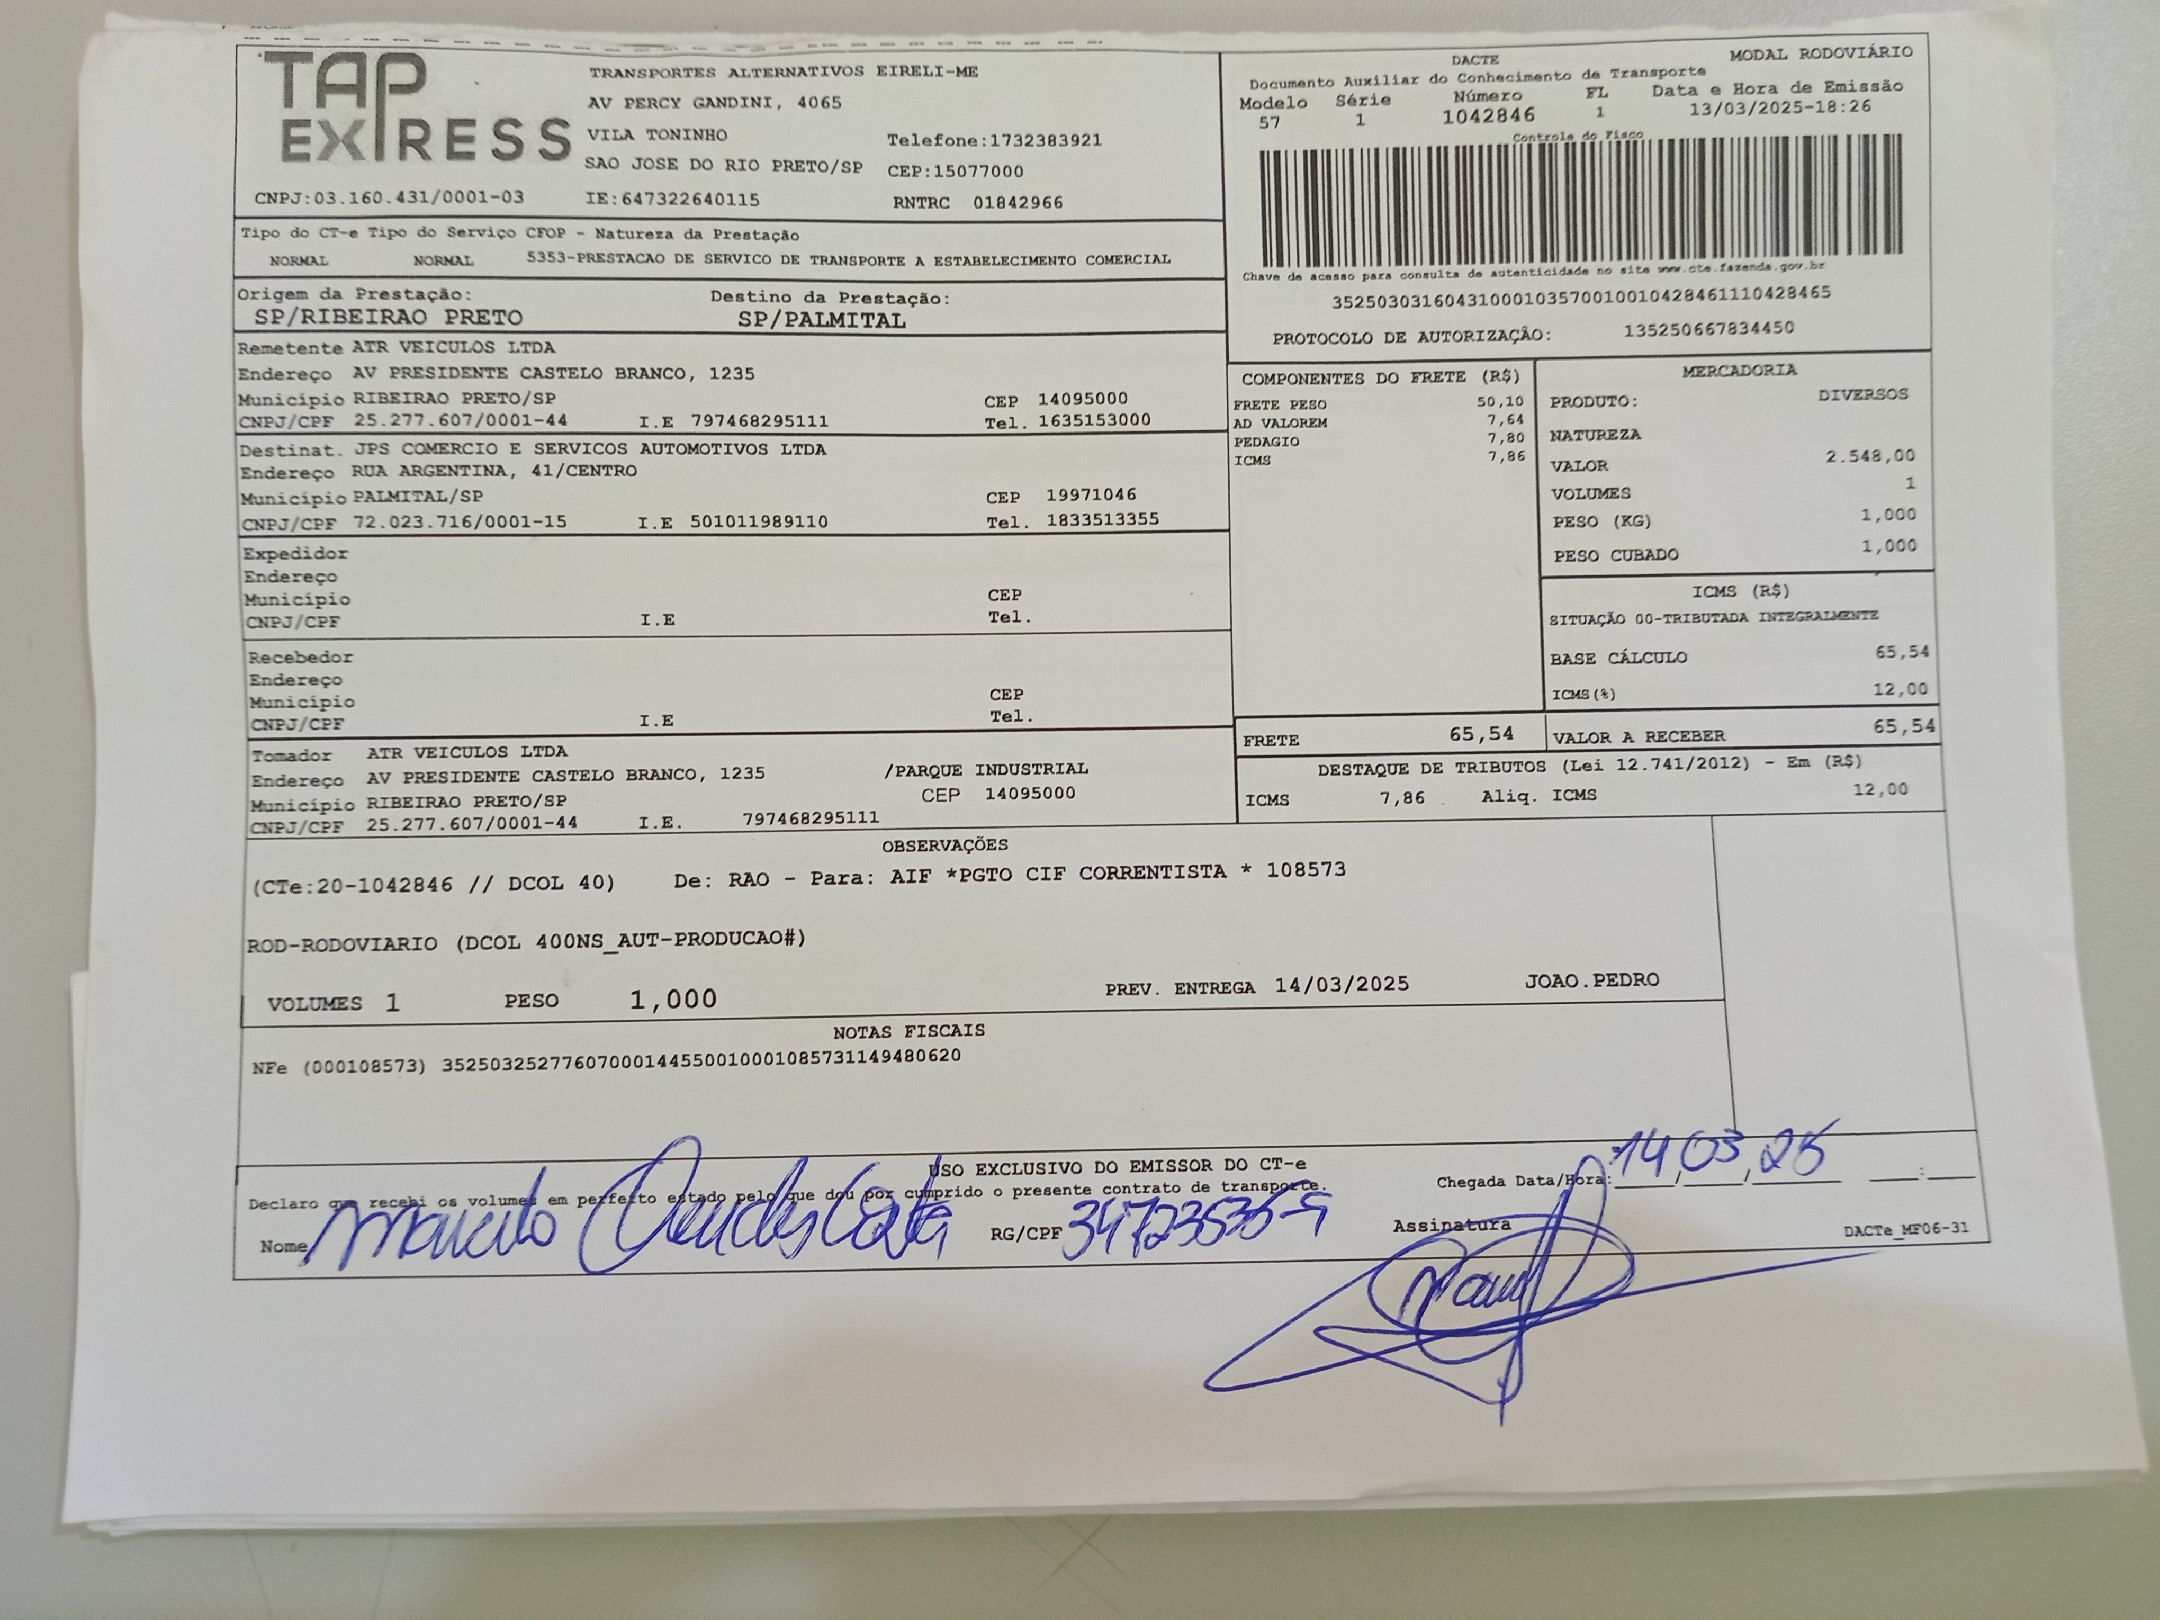 TAP EXPRESS
TRANSPORTES ALTERNATIVOS EIRELI-ME
AV PERCY GANDINI, 4065
VILA TONINHO Telefone:1732383921
SAO JOSE DO RIO PRETO/SP CEP:15077000
CNPJ:03.160.431/0001-03 IE:647322640115 RNTRC 01842966
DACTE MODAL RODOVIÁRIO
Documento Auxiliar do Conhecimento de Transporte
Modelo Série Número FL Data e Hora de Emissão
57 1 1042846 1 13/03/2025-18:26
Controle do Fisco
Chave de acesso para consulta de autenticidade no site www.cte.fazenda.gov.br
35250303160431000103570010010428461110428465
PROTOCOLO DE AUTORIZAÇÃO: 135250667834450
Tipo do CT-e Tipo do Serviço CFOP - Natureza da Prestação
NORMAL NORMAL 5353-PRESTACAO DE SERVICO DE TRANSPORTE A ESTABELECIMENTO COMERCIAL
Origem da Prestação: Destino da Prestação:
SP/RIBEIRAO PRETO SP/PALMITAL
Remetente ATR VEICULOS LTDA
Endereço AV PRESIDENTE CASTELO BRANCO, 1235
Município RIBEIRAO PRETO/SP CEP 14095000
CNPJ/CPF 25.277.607/0001-44 I.E 797468295111 Tel. 1635153000
Destinat. JPS COMERCIO E SERVICOS AUTOMOTIVOS LTDA
Endereço RUA ARGENTINA, 41/CENTRO
Município PALMITAL/SP CEP 19971046
CNPJ/CPF 72.023.716/0001-15 I.E 501011989110 Tel. 1833513355
Expedidor
Endereço
Município CEP
CNPJ/CPF I.E Tel.
Recebedor
Endereço
Município CEP
CNPJ/CPF I.E Tel.
Tomador ATR VEICULOS LTDA
Endereço AV PRESIDENTE CASTELO BRANCO, 1235 /PARQUE INDUSTRIAL
Município RIBEIRAO PRETO/SP CEP 14095000
CNPJ/CPF 25.277.607/0001-44 I.E. 797468295111
COMPONENTES DO FRETE (R$)
FRETE PESO 50,10
AD VALOREM 7,64
PEDAGIO 7,80
ICMS 7,86
MERCADORIA
PRODUTO: DIVERSOS
NATUREZA
VALOR 2.548,00
VOLUMES 1
PESO (KG) 1,000
PESO CUBADO 1,000
ICMS (R$)
SITUAÇÃO 00-TRIBUTADA INTEGRALMENTE
BASE CÁLCULO 65,54
ICMS(%) 12,00
FRETE 65,54 VALOR A RECEBER 65,54
DESTAQUE DE TRIBUTOS (Lei 12.741/2012) - Em (R$)
ICMS 7,86 Aliq. ICMS 12,00
OBSERVAÇÕES
(CTe:20-1042846 // DCOL 40) De: RAO - Para: AIF *PGTO CIF CORRENTISTA * 108573
ROD-RODOVIARIO (DCOL 400NS_AUT-PRODUCAO#)
VOLUMES 1 PESO 1,000 PREV. ENTREGA 14/03/2025 JOAO.PEDRO
NOTAS FISCAIS
NFe (000108573) 35250325277607000144550010001085731149480620
USO EXCLUSIVO DO EMISSOR DO CT-e
Declaro que recebi os volumes em perfeito estado pelo que dou por cumprido o presente contrato de transporte.
Chegada Data/Hora: 14/03/25 :
Nome RG/CPF Assinatura
DACTe_MF06-31